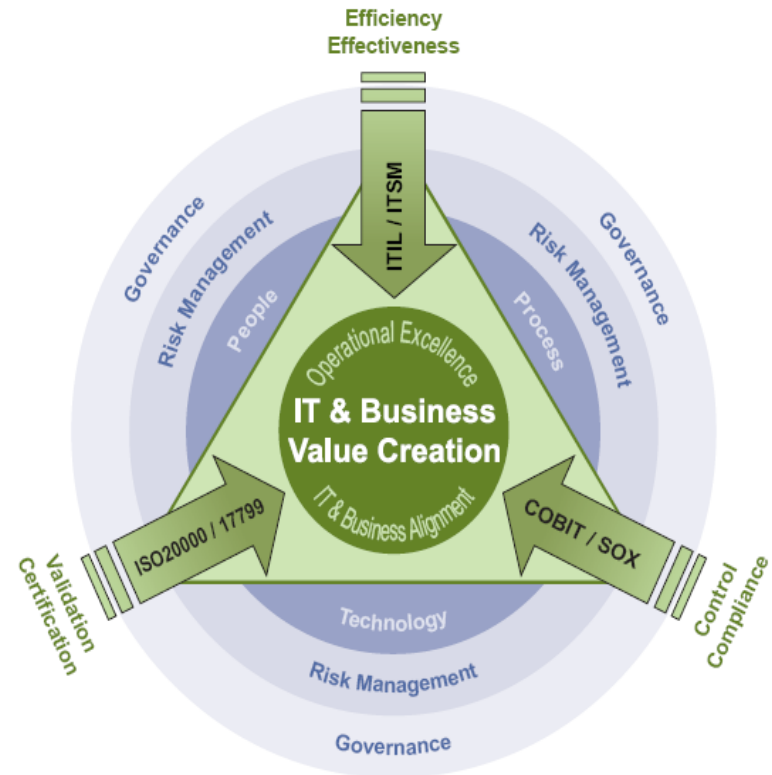 Efficiency
Effectiveness
ITIL / ITSM
Governance
Governance
Risk Management
Risk Management
People
Process
Operational Excellence
IT & Business
Value Creation
IT & Business Alignment
ISO20000 / 17799
COBIT / SOX
Validation
Certification
Control
Compliance
Technology
Risk Management
Governance